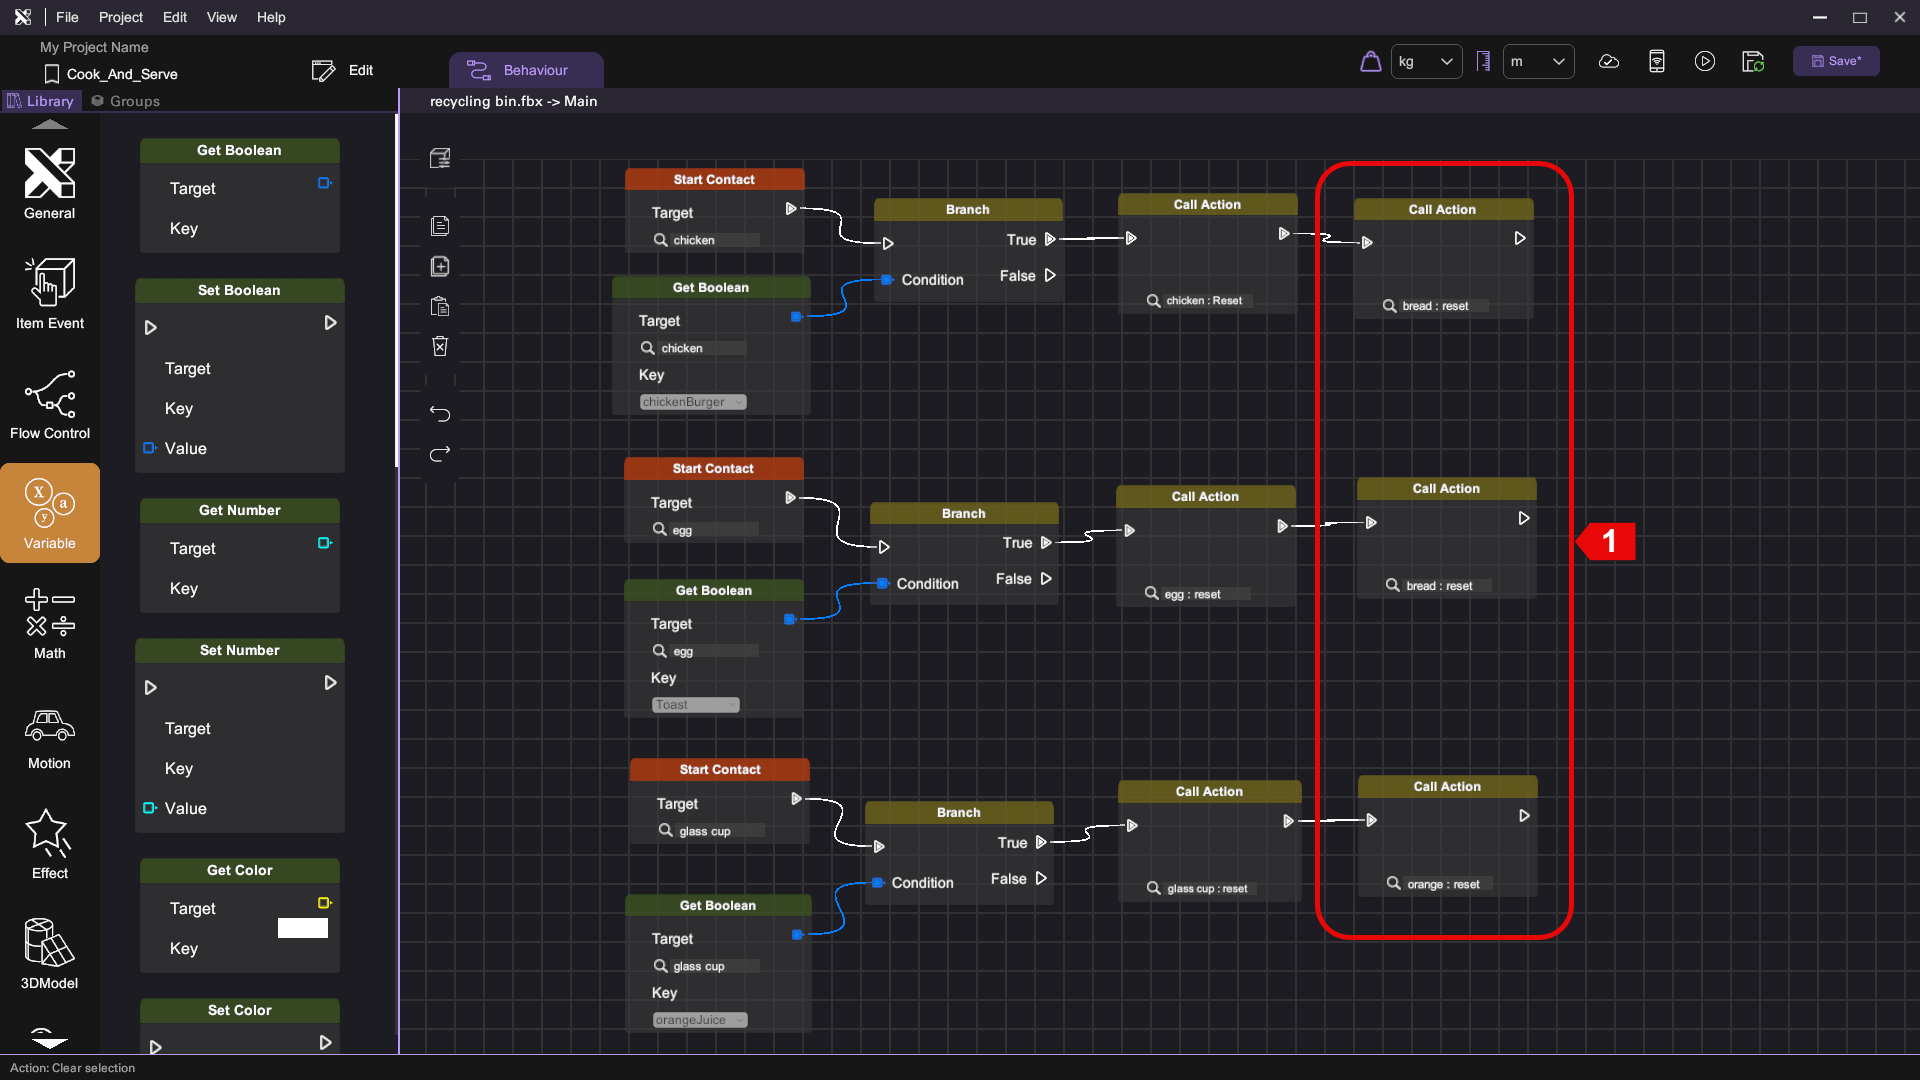 File Project Edit View Help
My Project Name
Cook_And_Serve
Edit
Behaviour
kg
m
Save*
Library
Groups
recycling bin.fbx -> Main
General
Item Event
Flow Control
X a y
Variable
Math
Motion
Effect
3DModel
Get Boolean
Target
Key
Set Boolean
Target
Key
Value
Get Number
Target
Key
Set Number
Target
Key
Value
Get Color
Target
Key
Set Color
Start Contact
Target
chicken
Get Boolean
Target
chicken
Key
chickenBurger
Branch
True
Condition
False
Call Action
chicken : Reset
Call Action
bread : reset
Start Contact
Target
egg
Get Boolean
Target
egg
Key
Toast
Branch
True
Condition
False
Call Action
egg : reset
Call Action
bread : reset
1
Start Contact
Target
glass cup
Get Boolean
Target
glass cup
Key
orangeJuice
Branch
True
Condition
False
Call Action
glass cup : reset
Call Action
orange : reset
Action: Clear selection